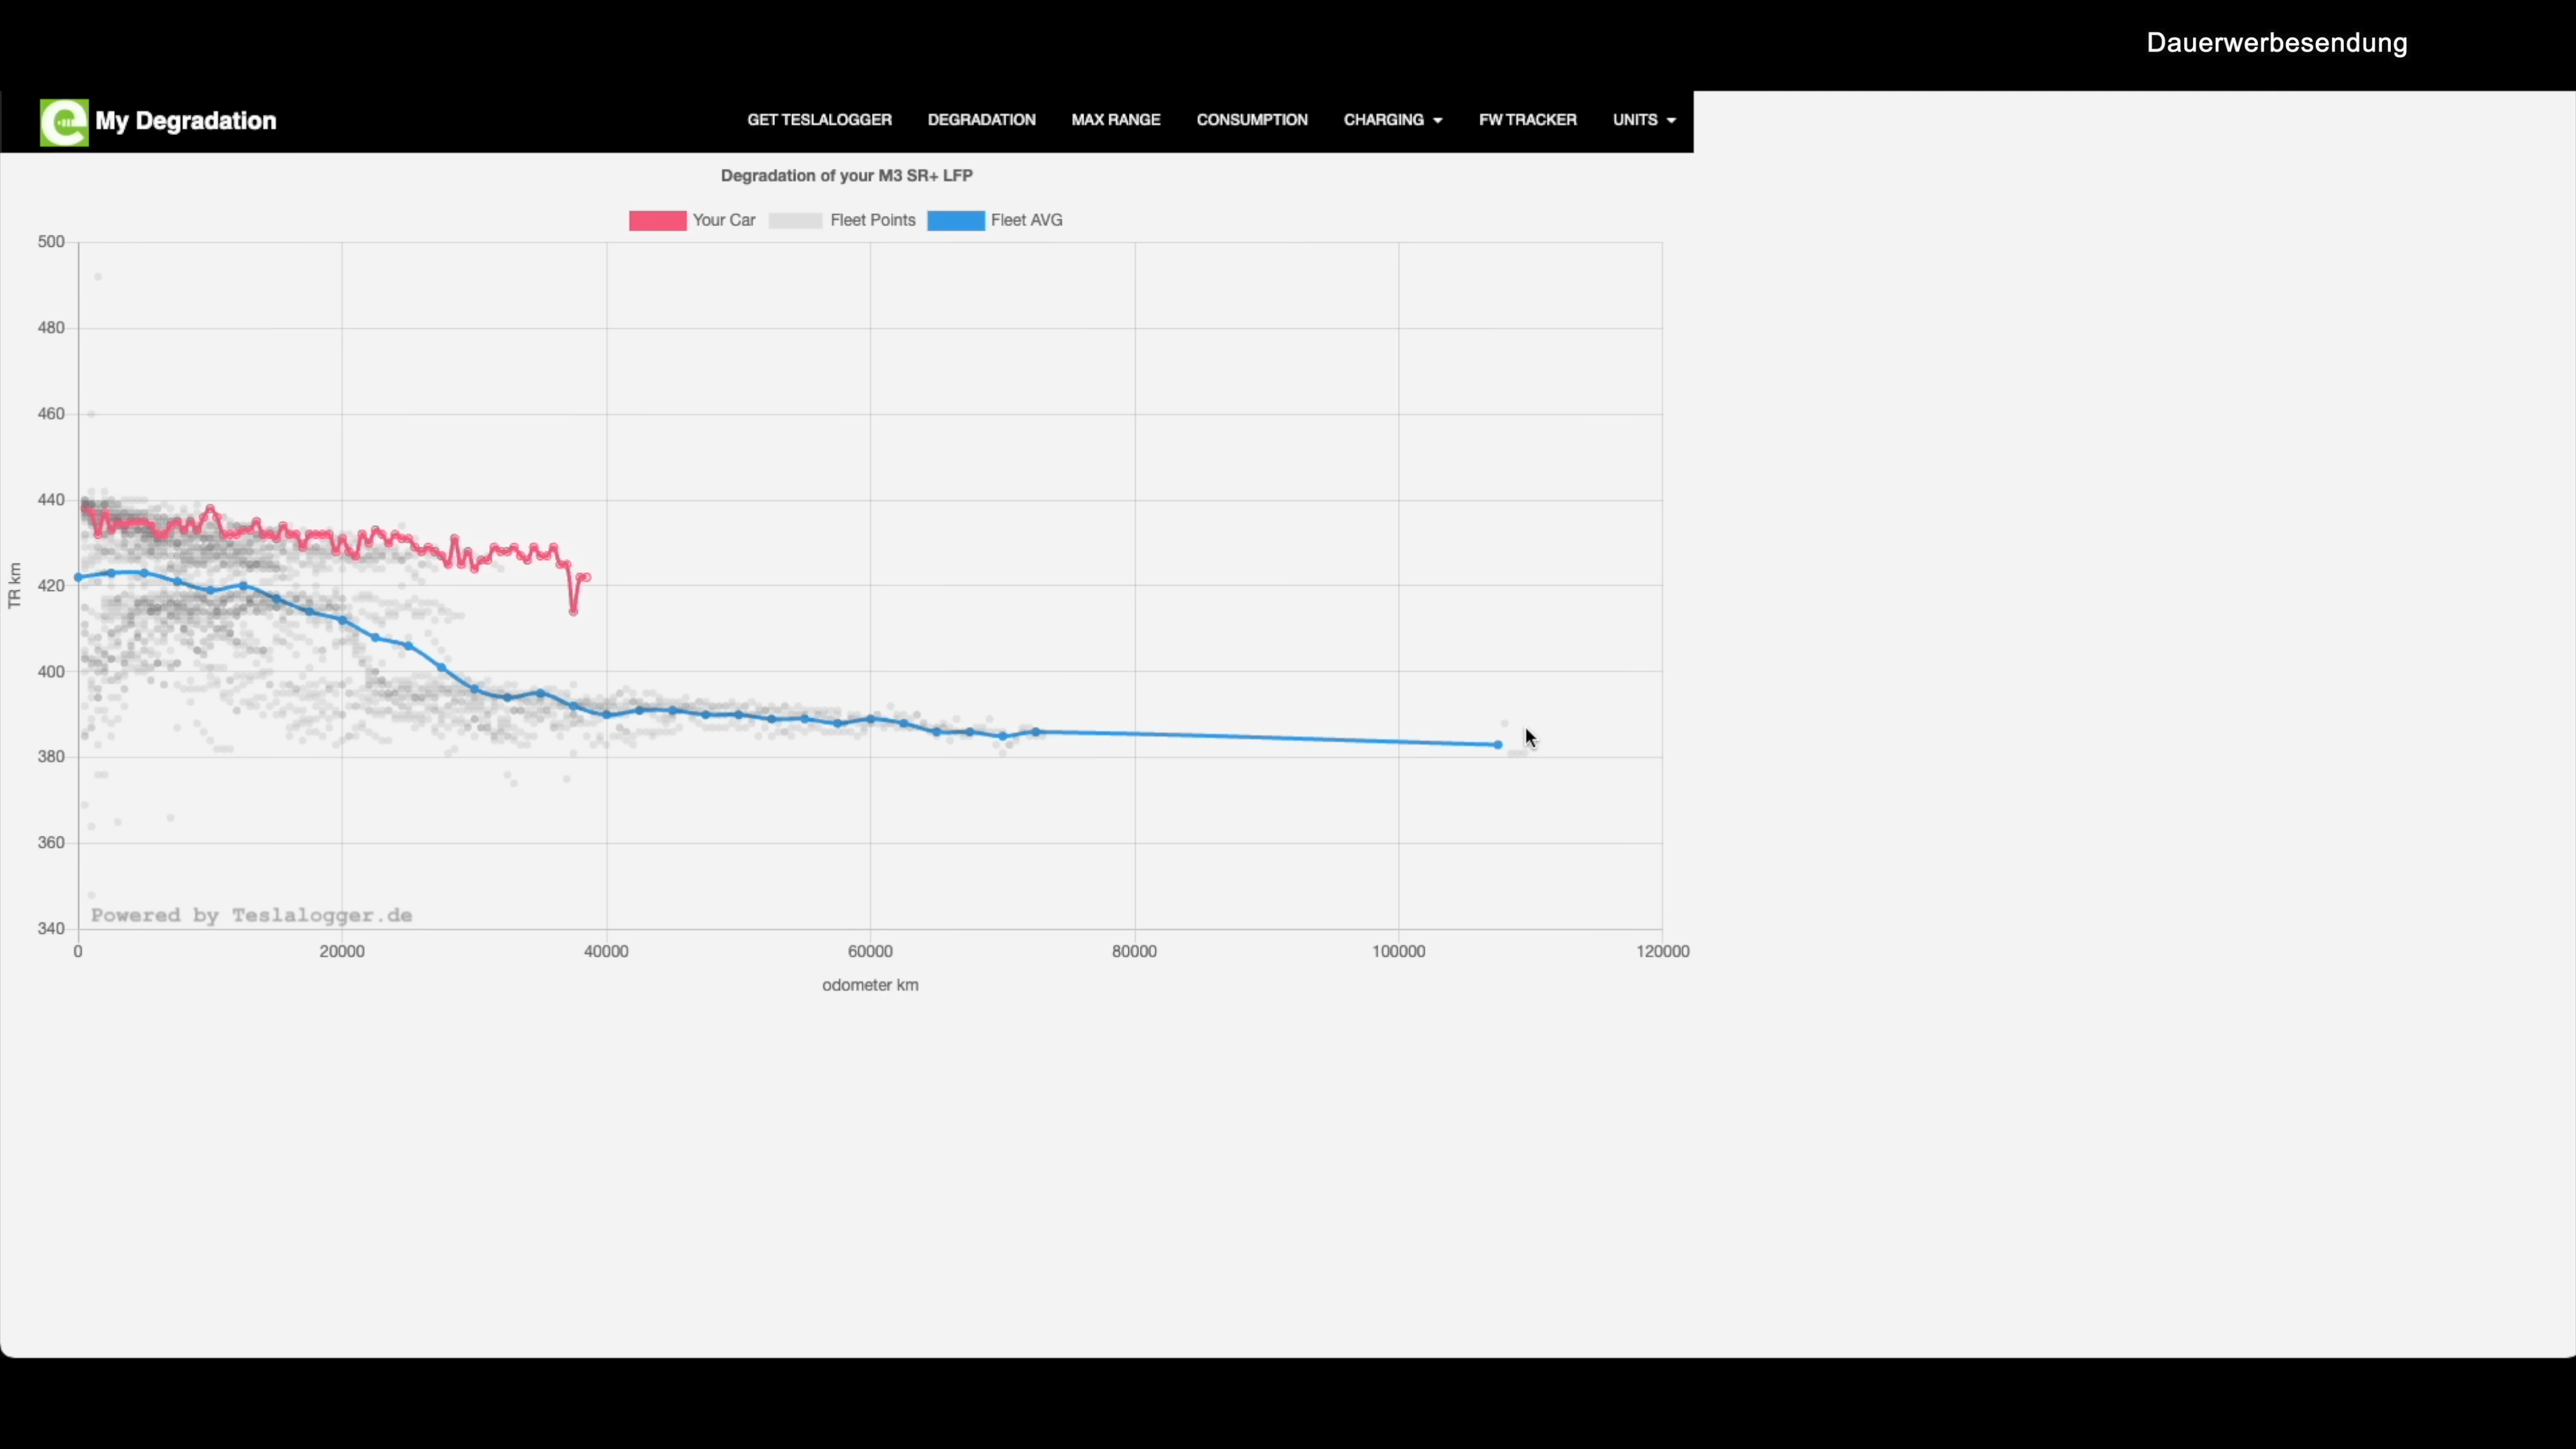 Dauerwerbesendung
My Degradation
GET TESLALOGGER DEGRADATION MAX RANGE CONSUMPTION CHARGING FW TRACKER UNITS
Degradation of your M3 SR+ LFP
Your Car Fleet Points Fleet AVG
500
480
460
440
420
400
380
360
340
TR km
Powered by Teslalogger.de
0 20000 40000 60000 80000 100000 120000
odometer km